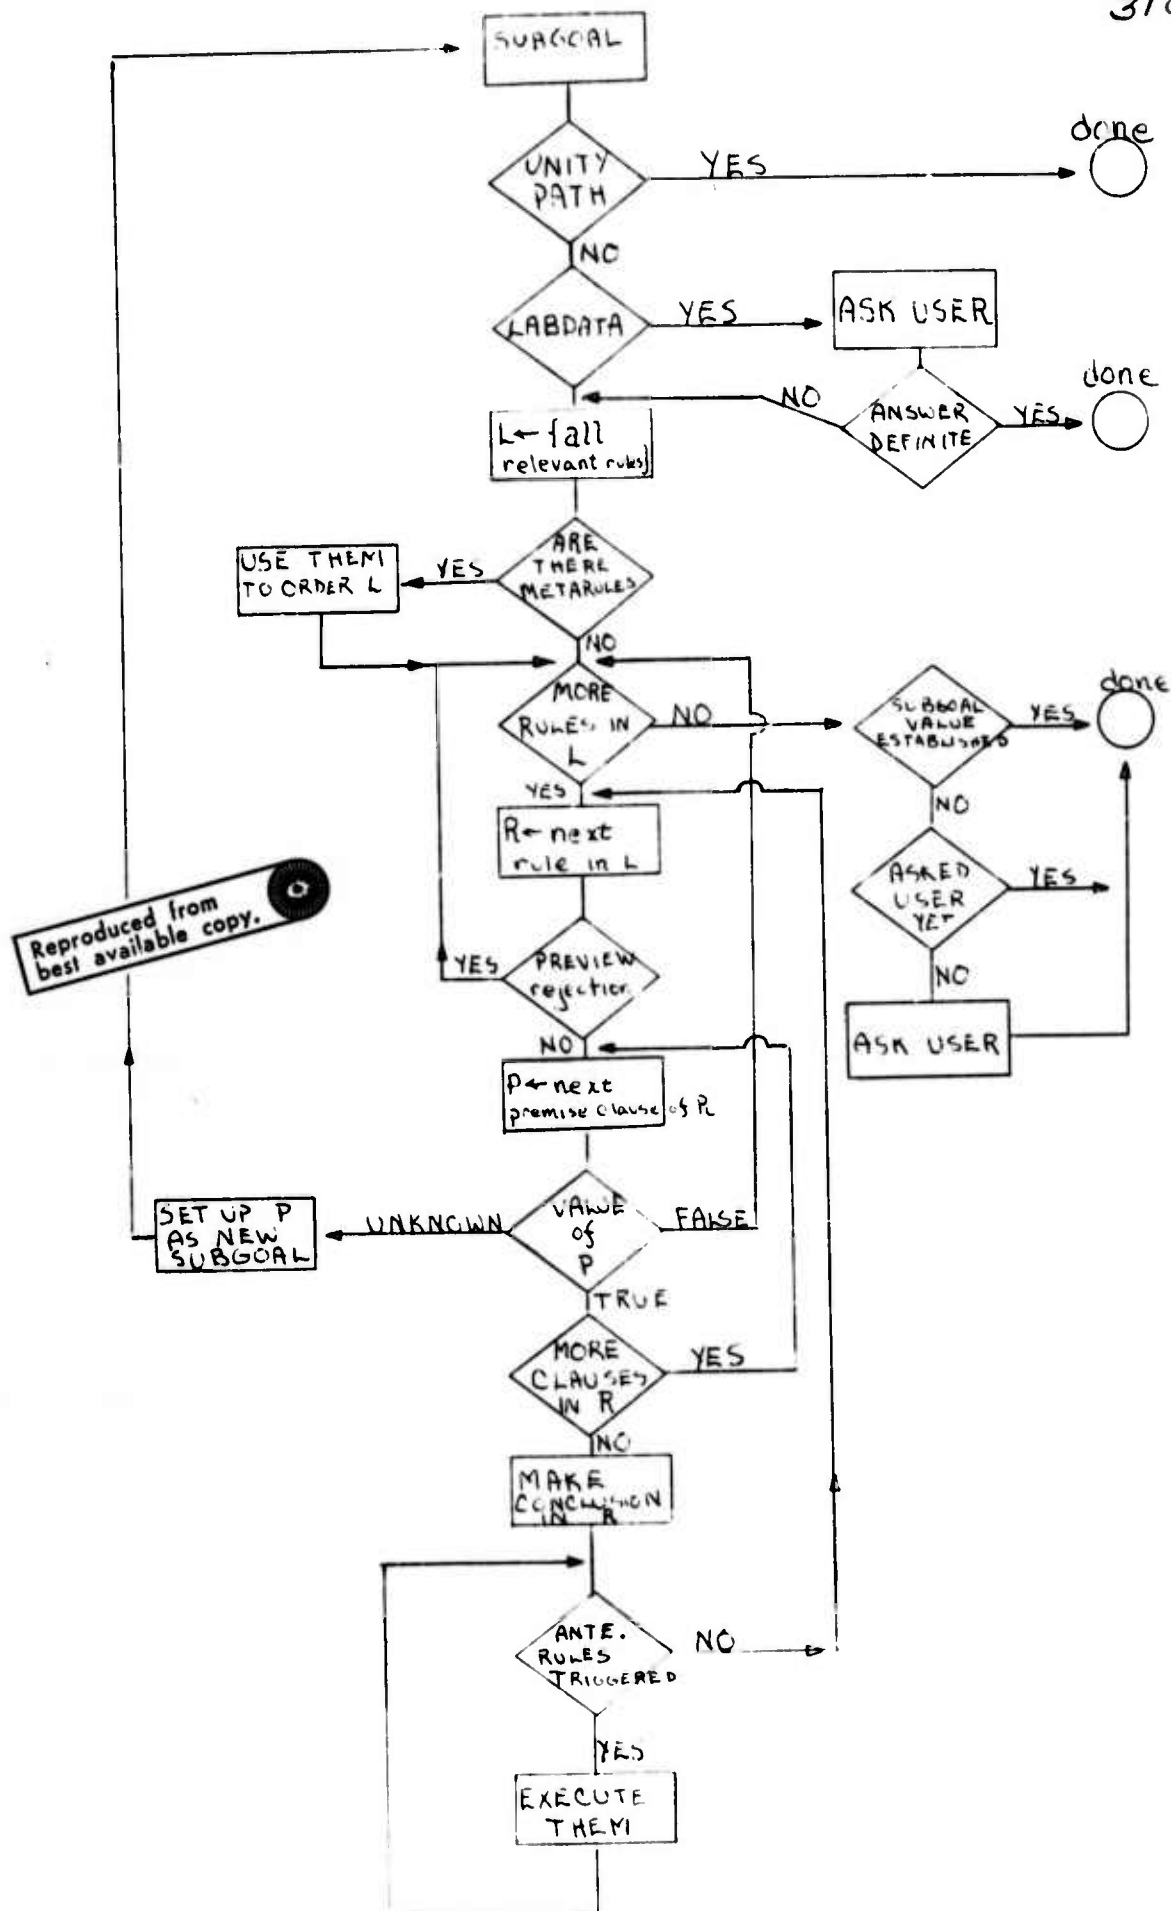 SUBGOAL
done
UNITY
PATH
YES
NO
LABDATA
YES
ASK USER
done
NO
ANSWER
DEFINITE
YES
L← {all
relevant rules}
ARE
THERE
METARULES
YES
USE THEM
TO ORDER L
NO
MORE
RULES IN
L
NO
SUBGOAL
VALUE
ESTABLISHED
YES
done
YES
NO
R← next
rule in L
ASKED
USER
YET
YES
Reproduced from
best available copy.
PREVIEW
rejection
YES
NO
NO
ASK USER
P← next
premise clause of R
VALUE
of
P
UNKNOWN
FALSE
SET UP P
AS NEW
SUBGOAL
TRUE
MORE
CLAUSES
IN R
YES
NO
MAKE
CONCLUSION
IN R
ANTE.
RULES
TRIGGERED
NO
YES
EXECUTE
THEM